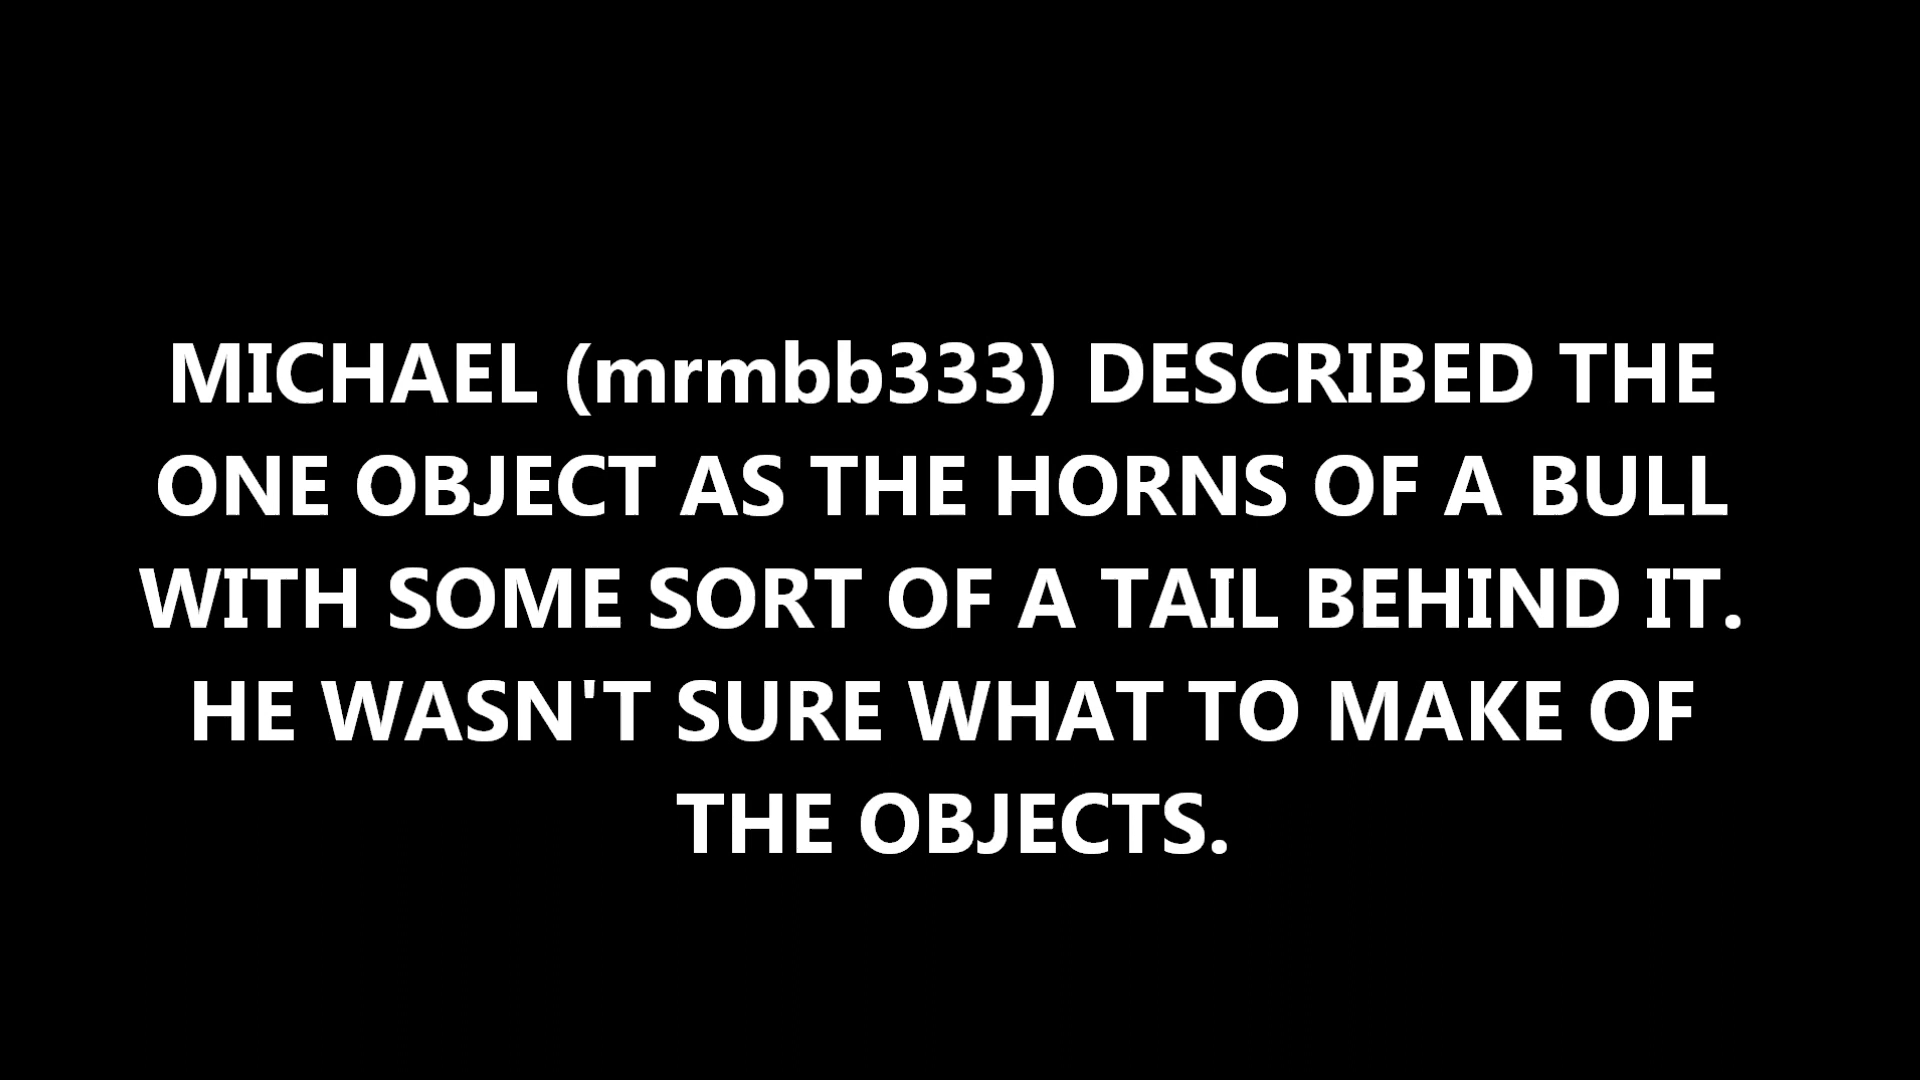 MICHAEL (mrmbb333) DESCRIBED THE
ONE OBJECT AS THE HORNS OF A BULL
WITH SOME SORT OF A TAIL BEHIND IT.
HE WASN'T SURE WHAT TO MAKE OF
THE OBJECTS.